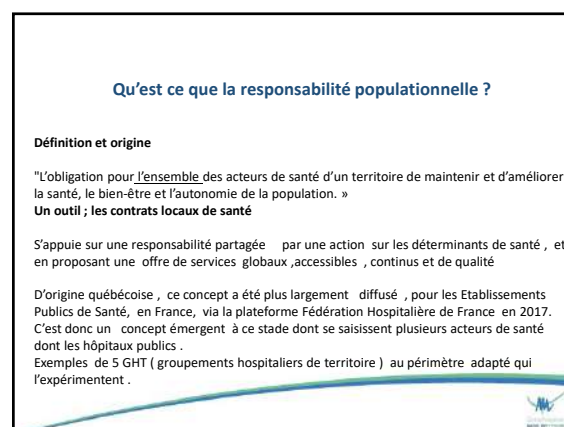 Qu’est ce que la responsabilité populationnelle ?
Définition et origine
"L’obligation pour l’ensemble des acteurs de santé d’un territoire de maintenir et d’améliorer
la santé, le bien-être et l’autonomie de la population. »
Un outil ; les contrats locaux de santé
S’appuie sur une responsabilité partagée par une action sur les déterminants de santé , et
en proposant une offre de services globaux ,accessibles , continus et de qualité
D’origine québécoise , ce concept a été plus largement diffusé , pour les Etablissements
Publics de Santé, en France, via la plateforme Fédération Hospitalière de France en 2017.
C’est donc un concept émergent à ce stade dont se saisissent plusieurs acteurs de santé
dont les hôpitaux publics .
Exemples de 5 GHT ( groupements hospitaliers de territoire ) au périmètre adapté qui
l’expérimentent .